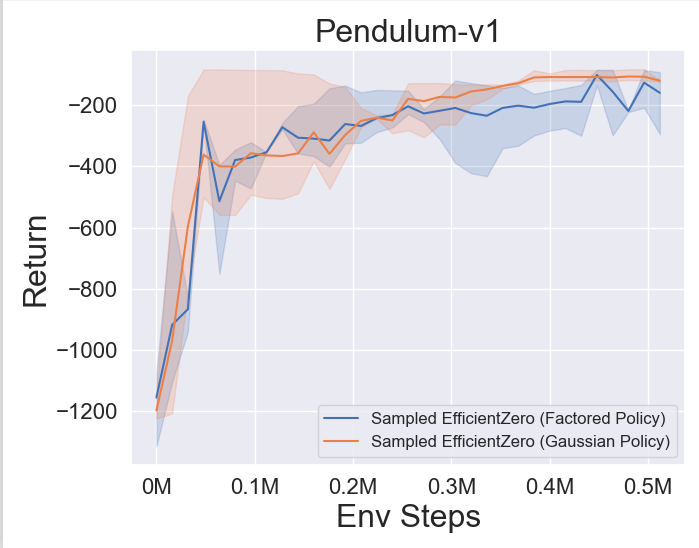 Pendulum-v1
Return
−200
−400
−600
−800
−1000
−1200
0M
0.1M
0.2M
0.3M
0.4M
0.5M
Env Steps
Sampled EfficientZero (Factored Policy)
Sampled EfficientZero (Gaussian Policy)